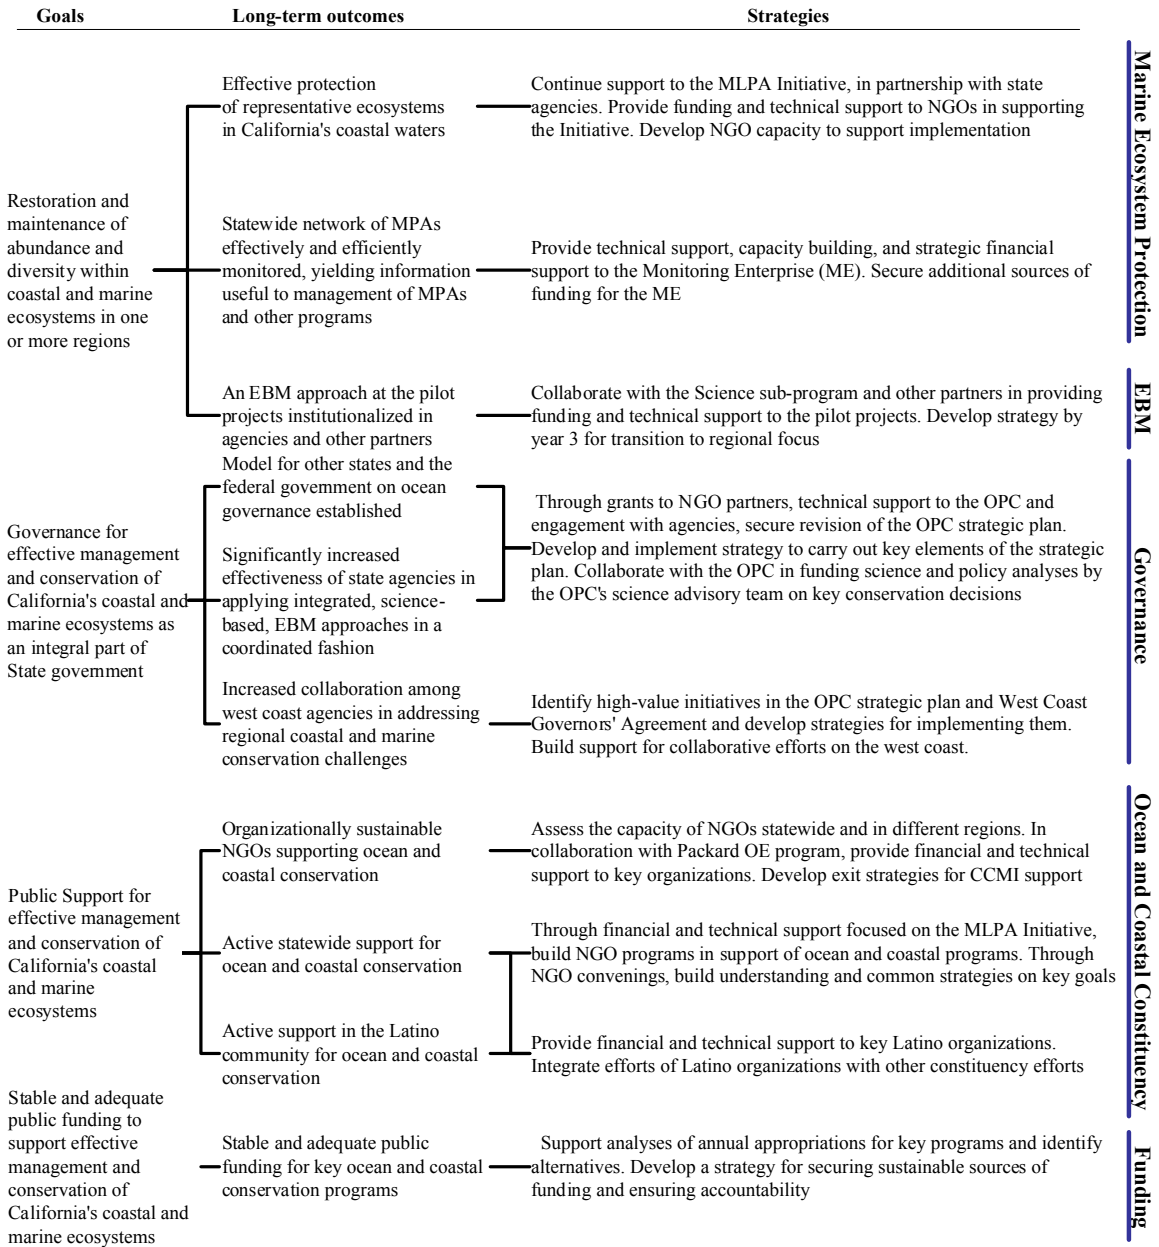 Goals
Long-term outcomes
Strategies
Restoration and
maintenance of
abundance and
diversity within
coastal and marine
ecosystems in one
or more regions
Effective protection
of representative ecosystems
in California's coastal waters
Continue support to the MLPA Initiative, in partnership with state
agencies. Provide funding and technical support to NGOs in supporting
the Initiative. Develop NGO capacity to support implementation
Statewide network of MPAs
effectively and efficiently
monitored, yielding information
useful to management of MPAs
and other programs
Provide technical support, capacity building, and strategic financial
support to the Monitoring Enterprise (ME). Secure additional sources of
funding for the ME
Marine Ecosystem Protection
An EBM approach at the pilot
projects institutionalized in
agencies and other partners
Collaborate with the Science sub-program and other partners in providing
funding and technical support to the pilot projects. Develop strategy by
year 3 for transition to regional focus
EBM
Governance for
effective management
and conservation of
California's coastal and
marine ecosystems as
an integral part of
State government
Model for other states and the
federal government on ocean
governance established
Significantly increased
effectiveness of state agencies in
applying integrated, science-
based, EBM approaches in a
coordinated fashion
Through grants to NGO partners, technical support to the OPC and
engagement with agencies, secure revision of the OPC strategic plan.
Develop and implement strategy to carry out key elements of the strategic
plan. Collaborate with the OPC in funding science and policy analyses by
the OPC's science advisory team on key conservation decisions
Increased collaboration among
west coast agencies in addressing
regional coastal and marine
conservation challenges
Identify high-value initiatives in the OPC strategic plan and West Coast
Governors' Agreement and develop strategies for implementing them.
Build support for collaborative efforts on the west coast.
Governance
Public Support for
effective management
and conservation of
California's coastal
and marine
ecosystems
Organizationally sustainable
NGOs supporting ocean and
coastal conservation
Assess the capacity of NGOs statewide and in different regions. In
collaboration with Packard OE program, provide financial and technical
support to key organizations. Develop exit strategies for CCMI support
Active statewide support for
ocean and coastal conservation
Through financial and technical support focused on the MLPA Initiative,
build NGO programs in support of ocean and coastal programs. Through
NGO convenings, build understanding and common strategies on key goals
Active support in the Latino
community for ocean and coastal
conservation
Provide financial and technical support to key Latino organizations.
Integrate efforts of Latino organizations with other constituency efforts
Ocean and Coastal Constituency
Stable and adequate
public funding to
support effective
management and
conservation of
California's coastal and
marine ecosystems
Stable and adequate public
funding for key ocean and coastal
conservation programs
Support analyses of annual appropriations for key programs and identify
alternatives. Develop a strategy for securing sustainable sources of
funding and ensuring accountability
Funding